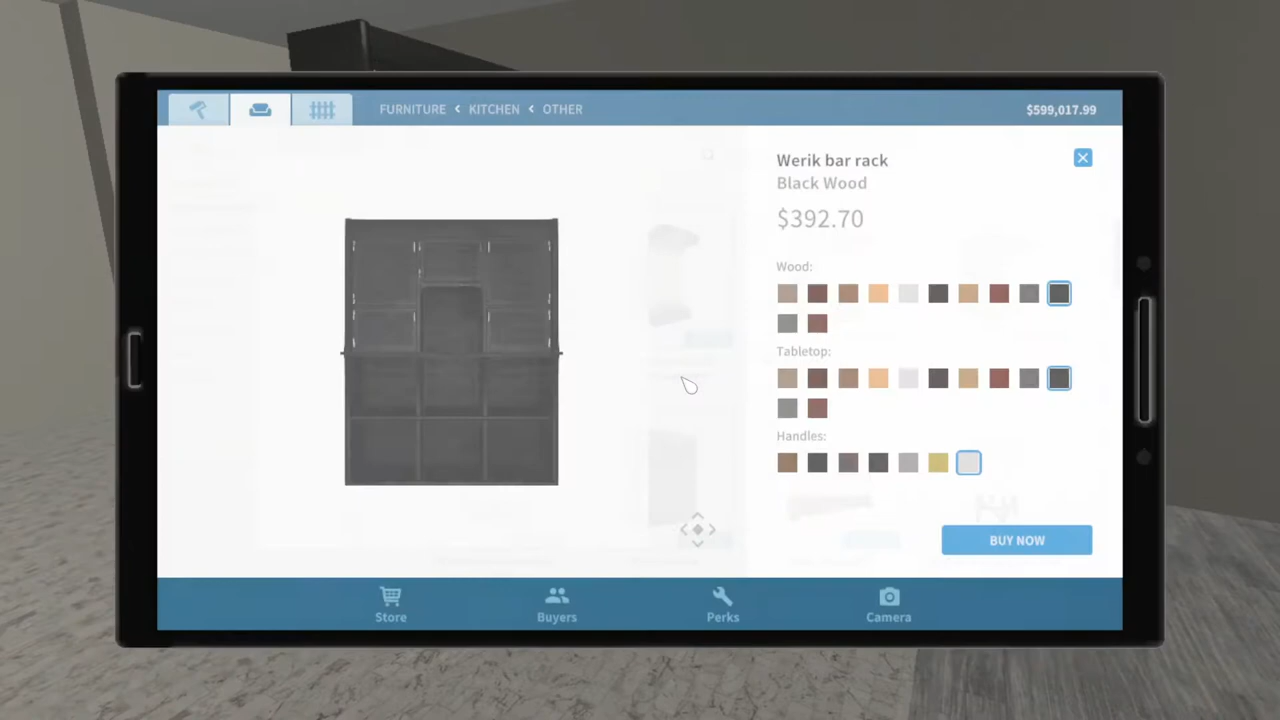 FURNITURE < KITCHEN < OTHER
$599,017.99
Werik bar rack
Black Wood
$392.70
Wood:
Tabletop:
Handles:
BUY NOW
Store
Buyers
Perks
Camera